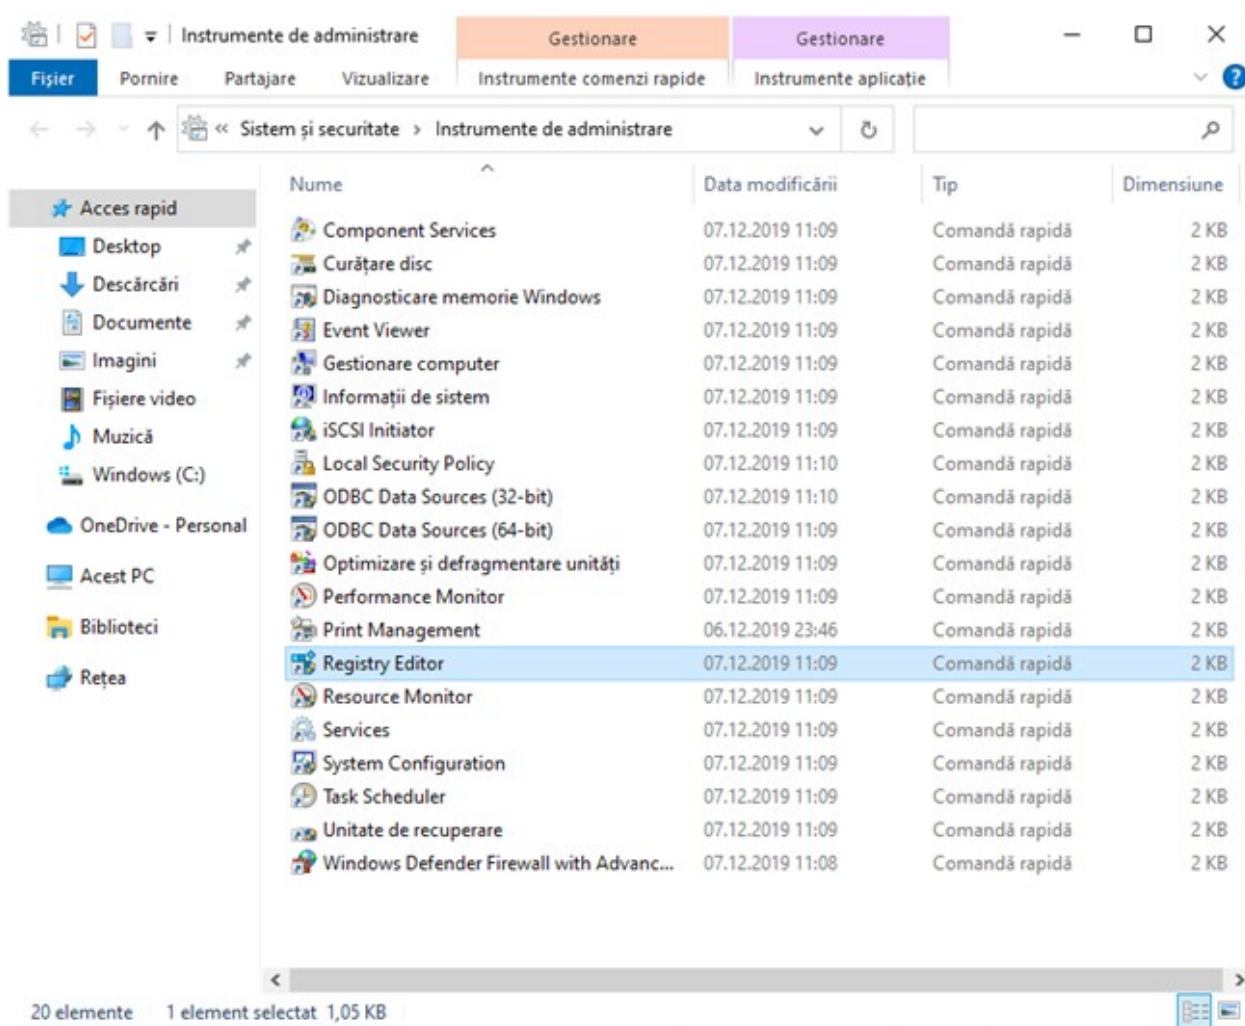 Instrumente de administrare
Gestionare
Gestionare
Fișier Pornire Partajare Vizualizare Instrumente comenzi rapide Instrumente aplicație
« Sistem și securitate > Instrumente de administrare
Nume Data modificării Tip Dimensiune
Acces rapid
Desktop
Descărcări
Documente
Imagini
Fișiere video
Muzică
Windows (C:)
OneDrive - Personal
Acest PC
Biblioteci
Rețea
Component Services 07.12.2019 11:09 Comandă rapidă 2 KB
Curățare disc 07.12.2019 11:09 Comandă rapidă 2 KB
Diagnosticare memorie Windows 07.12.2019 11:09 Comandă rapidă 2 KB
Event Viewer 07.12.2019 11:09 Comandă rapidă 2 KB
Gestionare computer 07.12.2019 11:09 Comandă rapidă 2 KB
Informații de sistem 07.12.2019 11:09 Comandă rapidă 2 KB
iSCSI Initiator 07.12.2019 11:09 Comandă rapidă 2 KB
Local Security Policy 07.12.2019 11:10 Comandă rapidă 2 KB
ODBC Data Sources (32-bit) 07.12.2019 11:10 Comandă rapidă 2 KB
ODBC Data Sources (64-bit) 07.12.2019 11:09 Comandă rapidă 2 KB
Optimizare și defragmentare unități 07.12.2019 11:09 Comandă rapidă 2 KB
Performance Monitor 07.12.2019 11:09 Comandă rapidă 2 KB
Print Management 06.12.2019 23:46 Comandă rapidă 2 KB
Registry Editor 07.12.2019 11:09 Comandă rapidă 2 KB
Resource Monitor 07.12.2019 11:09 Comandă rapidă 2 KB
Services 07.12.2019 11:09 Comandă rapidă 2 KB
System Configuration 07.12.2019 11:09 Comandă rapidă 2 KB
Task Scheduler 07.12.2019 11:09 Comandă rapidă 2 KB
Unitate de recuperare 07.12.2019 11:09 Comandă rapidă 2 KB
Windows Defender Firewall with Advanc... 07.12.2019 11:08 Comandă rapidă 2 KB
20 elemente 1 element selectat 1,05 KB